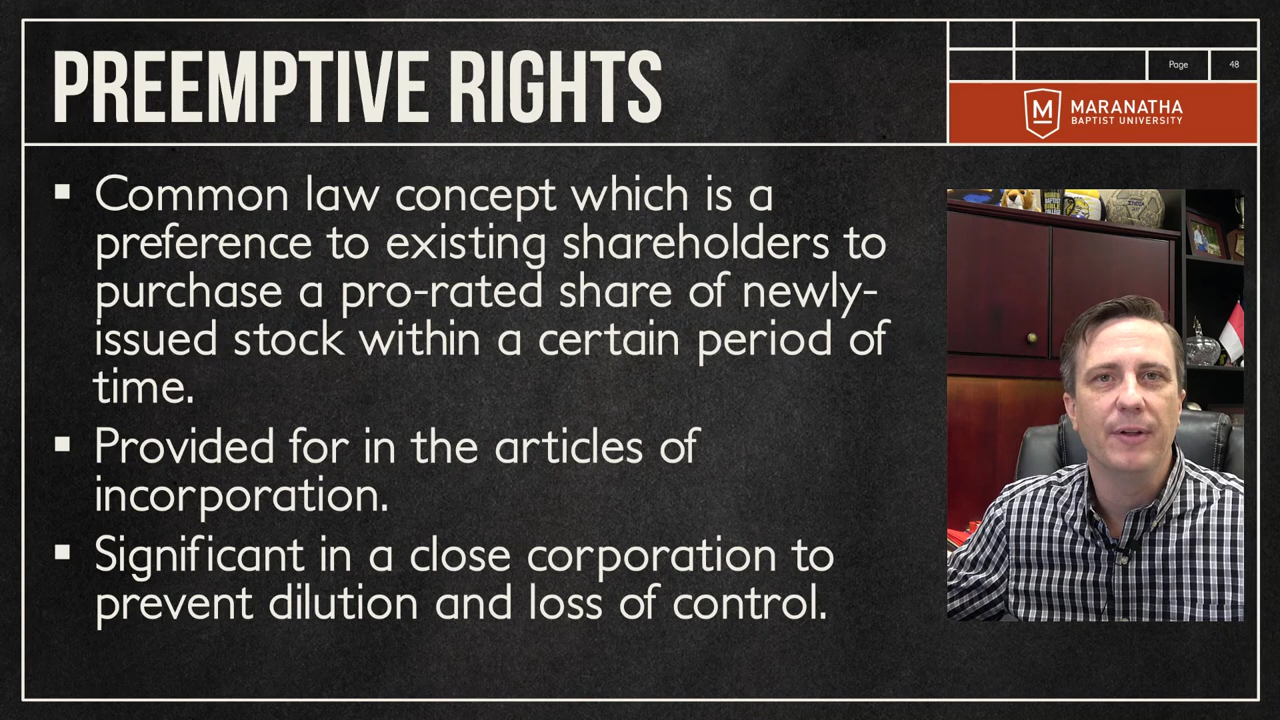 PREEMPTIVE RIGHTS
Page 48
MARANATHA
BAPTIST UNIVERSITY
▪ Common law concept which is a
preference to existing shareholders to
purchase a pro-rated share of newly-
issued stock within a certain period of
time.
▪ Provided for in the articles of
incorporation.
▪ Significant in a close corporation to
prevent dilution and loss of control.